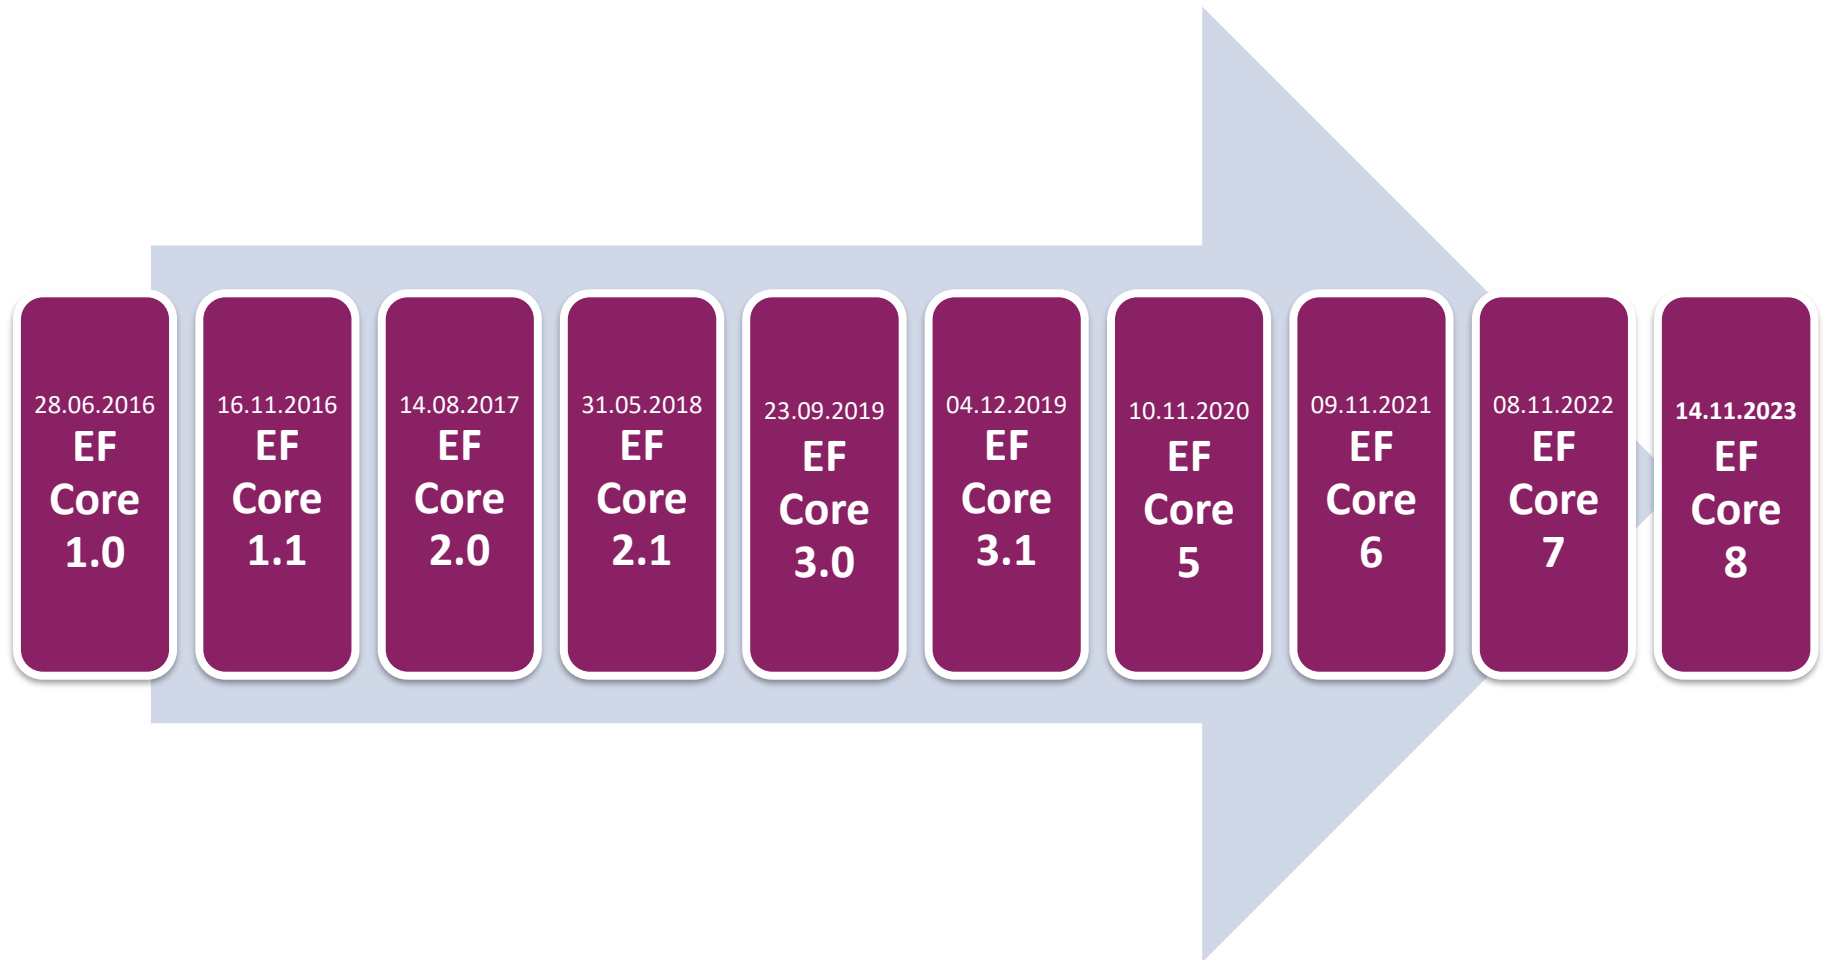 28.06.2016
EF
Core
1.0
16.11.2016
EF
Core
1.1
14.08.2017
EF
Core
2.0
31.05.2018
EF
Core
2.1
23.09.2019
EF
Core
3.0
04.12.2019
EF
Core
3.1
10.11.2020
EF
Core
5
09.11.2021
EF
Core
6
08.11.2022
EF
Core
7
14.11.2023
EF
Core
8